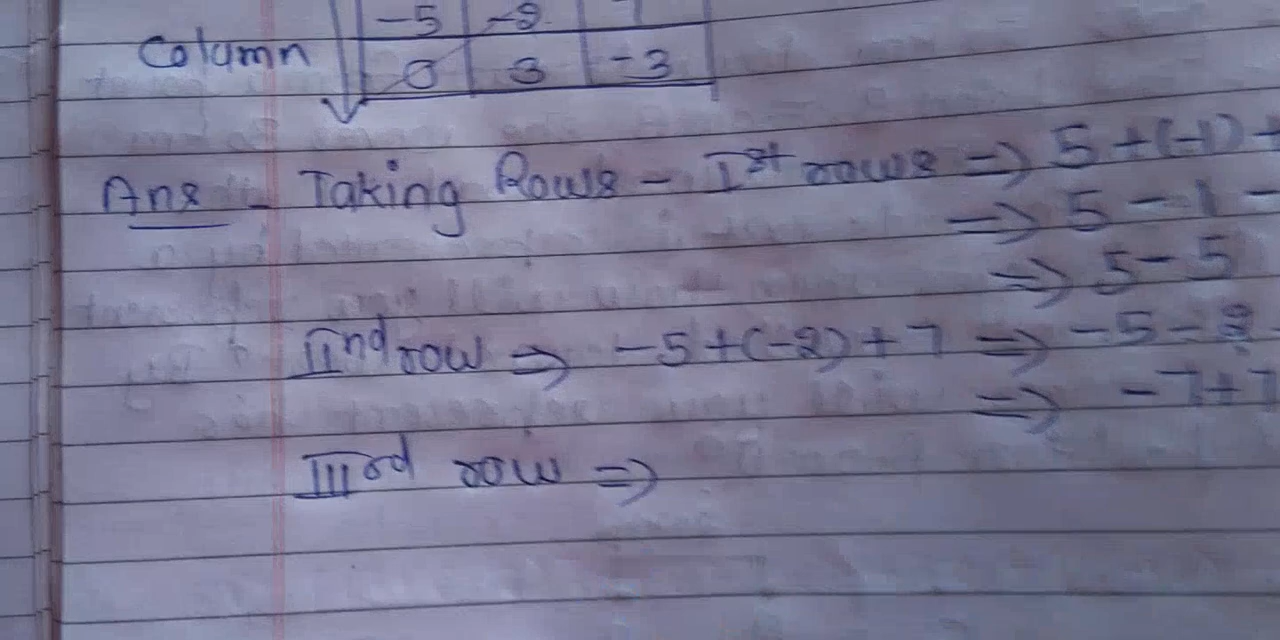 -5 -2 7
Column 0 3 -3
Ans - Taking Rows - Ist rows => 5 + (-1) +
=> 5 - 1 -
=> 5 - 5
IInd row => -5 + (-2) + 7 => -5 - 2
=> -7+7
IIIrd row =>